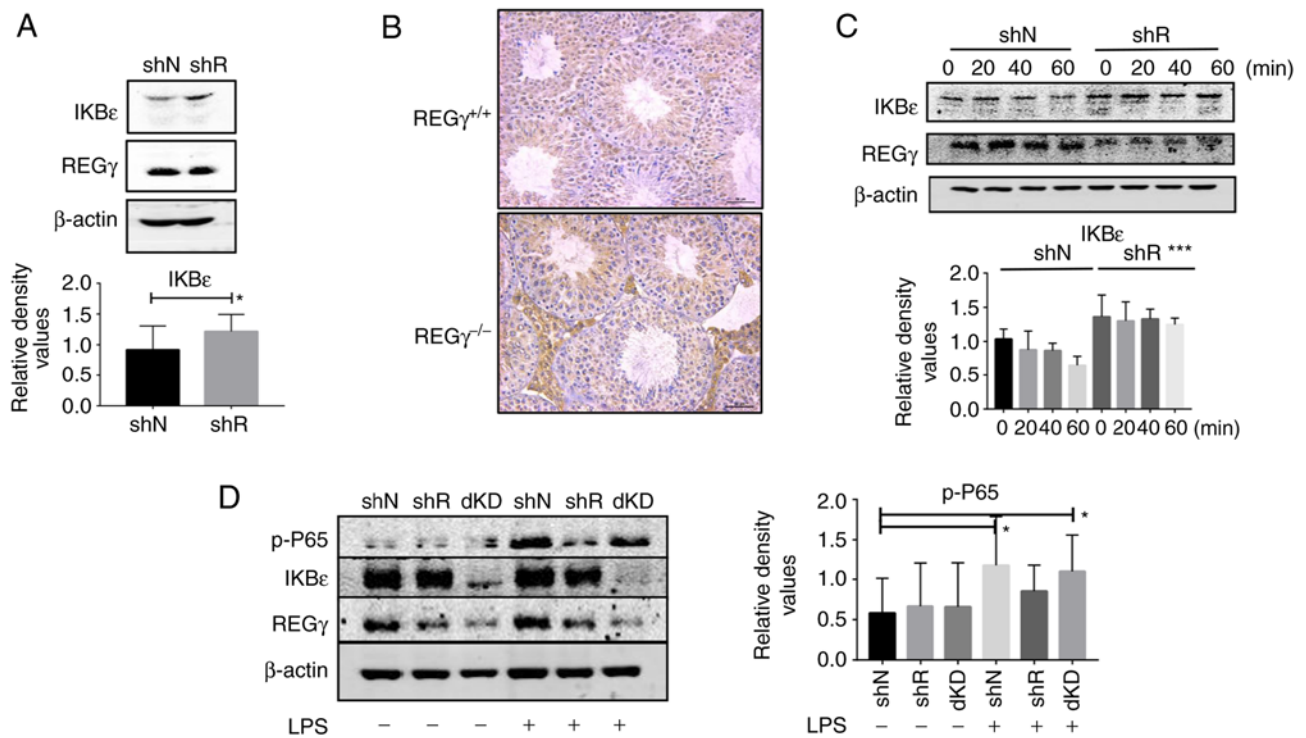 A
shN shR
IKBε
REGγ
β-actin
IKBε
*
Relative density
values
2.0
1.5
1.0
0.5
0.0
shN shR
B
REGγ+/+
REGγ−/−
C
shN shR
0 20 40 60 0 20 40 60 (min)
IKBε
REGγ
β-actin
IKBε
shN shR ***
Relative density
values
2.0
1.5
1.0
0.5
0.0
0 20 40 60 0 20 40 60 (min)
D
shN shR dKD shN shR dKD
p-P65
IKBε
REGγ
β-actin
LPS − − − + + +
p-P65
*
*
Relative density
values
2.0
1.5
1.0
0.5
0.0
shN shR dKD shN shR dKD
− − − + + +